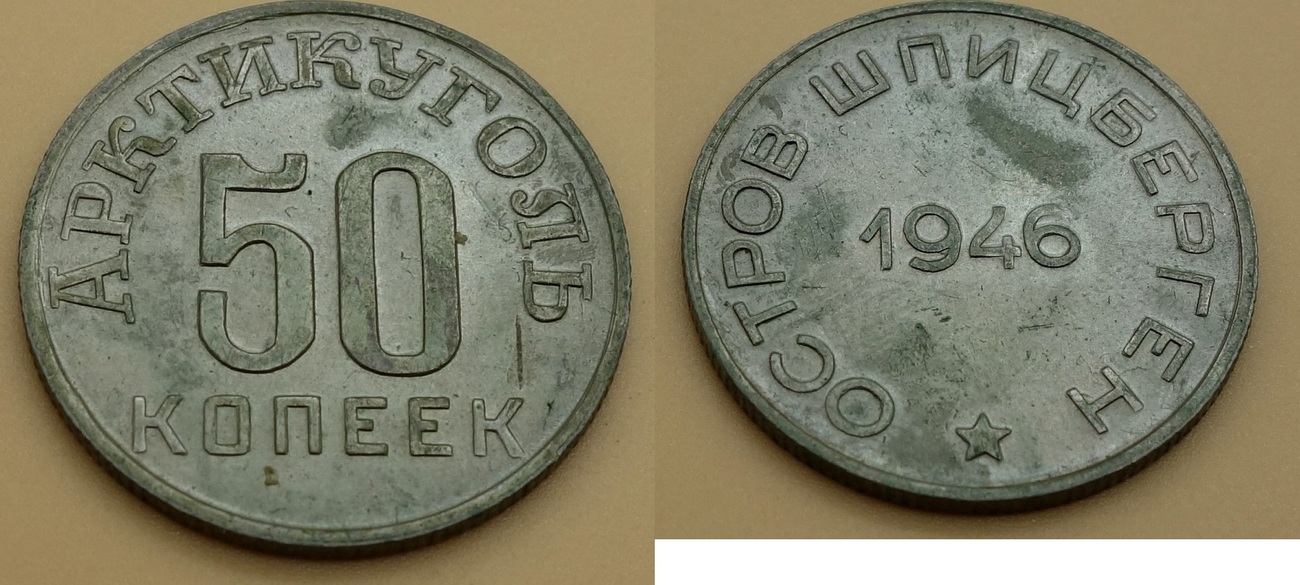 АРКТИКУГОЛЬ
50
КОПЕЕК
ОСТРОВ ШПИЦБЕРГЕН
1946